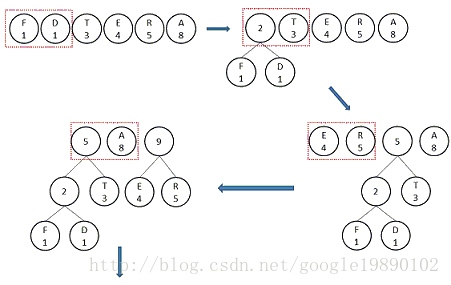 F D T E R A
1 1 3 4 5 8
2 T E R A
3 4 5 8
F D
1 1
5 A 9
8
2 T E R
3 4 5
F D
1 1
E R 5 A
4 5 8
2 T
3
F D
1 1
http://blog.csdn.net/google19890102